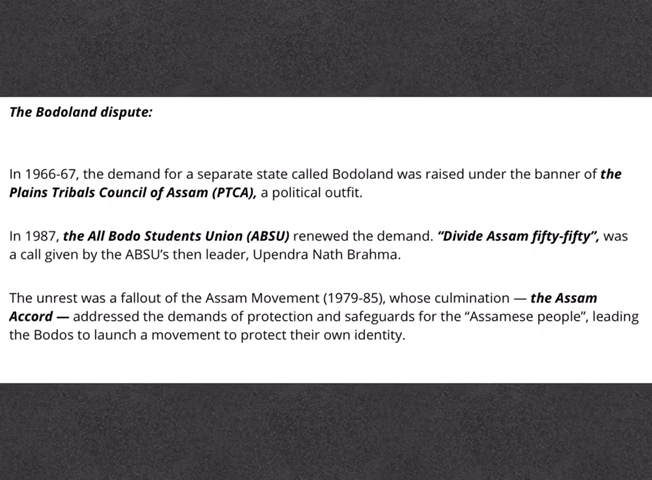 The Bodoland dispute:
In 1966-67, the demand for a separate state called Bodoland was raised under the banner of the
Plains Tribals Council of Assam (PTCA), a political outfit.
In 1987, the All Bodo Students Union (ABSU) renewed the demand. “Divide Assam fifty-fifty”, was
a call given by the ABSU’s then leader, Upendra Nath Brahma.
The unrest was a fallout of the Assam Movement (1979-85), whose culmination — the Assam
Accord — addressed the demands of protection and safeguards for the “Assamese people”, leading
the Bodos to launch a movement to protect their own identity.